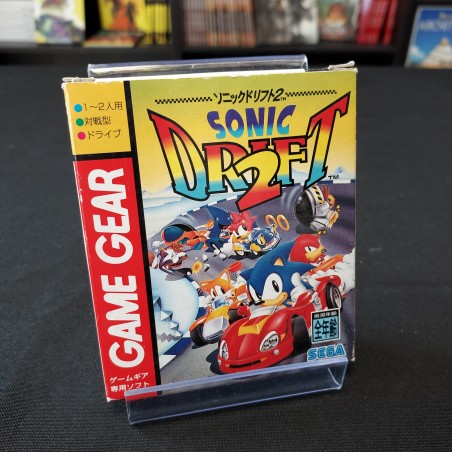 1〜2人用
対戦型
ドライブ
GAME GEAR
ゲームギア
専用ソフト
ソニックドリフト2™
SONIC
DRIFT
2
TM
全年齢
SEGA